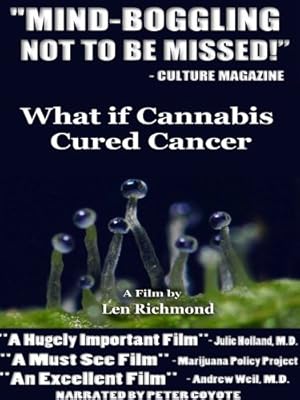 "MIND-BOGGLING
NOT TO BE MISSED!"
- CULTURE MAGAZINE
What if Cannabis
Cured Cancer
A Film by
Len Richmond
"A Hugely Important Film" - Julie Holland, M.D.
"A Must See Film" - Marijuana Policy Project
"An Excellent Film" - Andrew Weil, M.D.
NARRATED BY PETER COYOTE